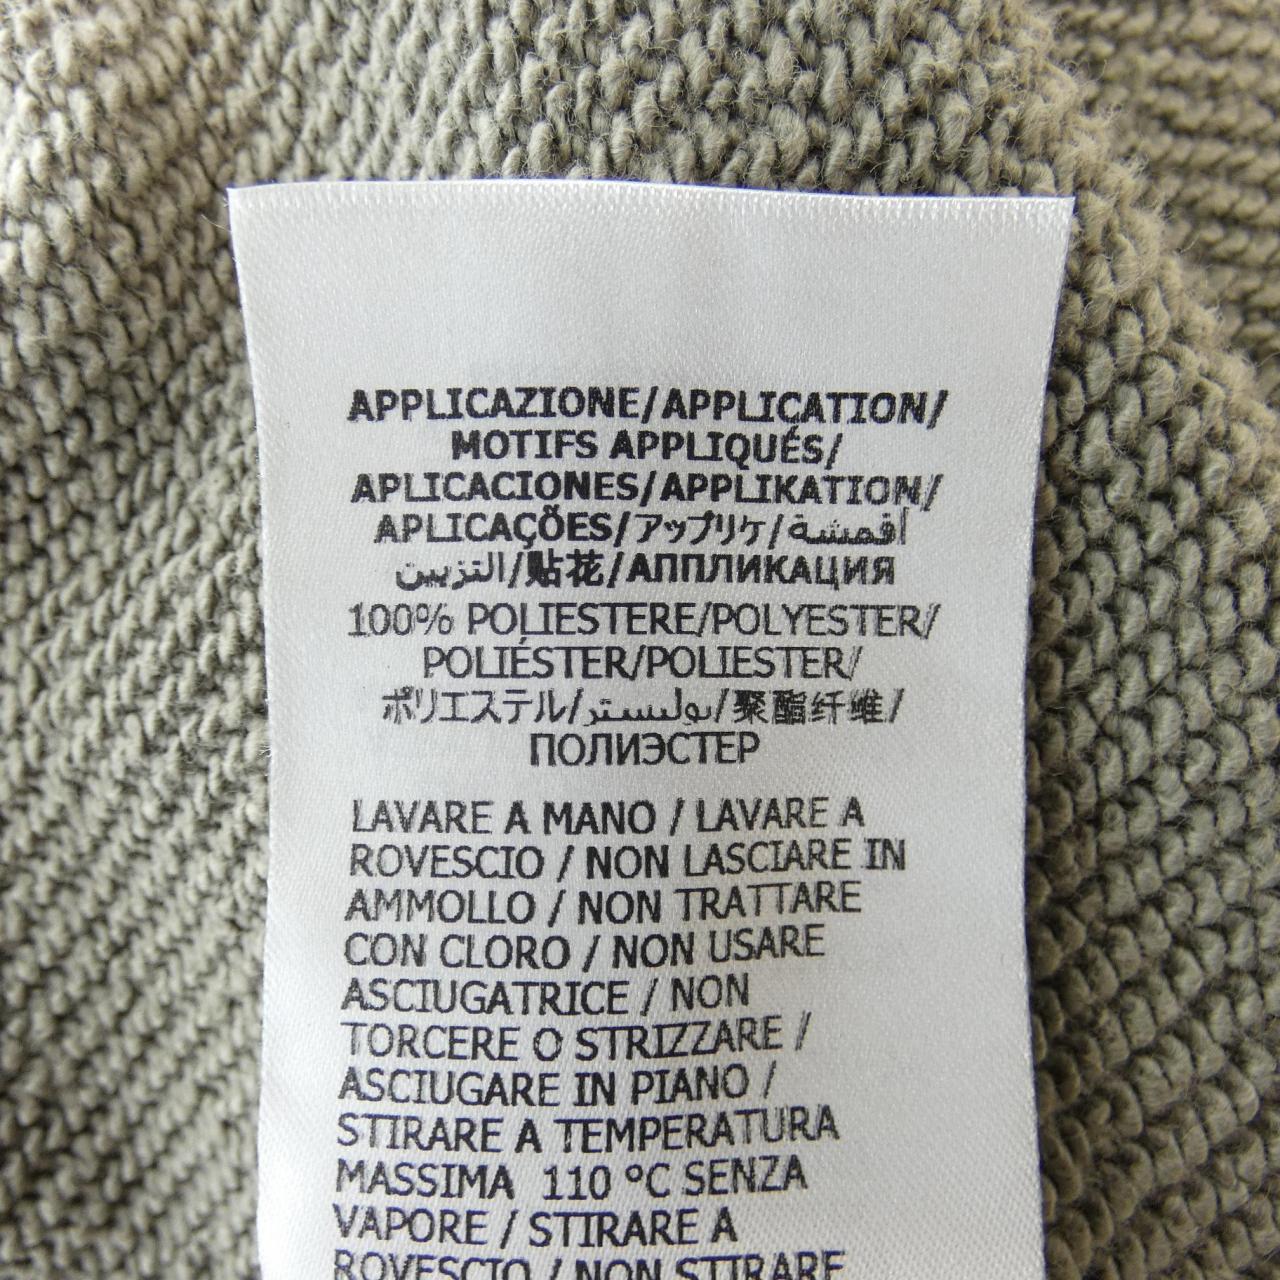 APPLICAZIONE/APPLICATION/
MOTIFS APPLIQUÉS/
APLICACIONES/APPLIKATION/
APLICAÇÕES/アップリケ/أقمشة
التزيين/贴花/АППЛИКАЦИЯ
100% POLIESTERE/POLYESTER/
POLIÉSTER/POLIESTER/
ポリエステル/بوليستر/聚酯纤维/
ПОЛИЭСТЕР
LAVARE A MANO / LAVARE A
ROVESCIO / NON LASCIARE IN
AMMOLLO / NON TRATTARE
CON CLORO / NON USARE
ASCIUGATRICE / NON
TORCERE O STRIZZARE /
ASCIUGARE IN PIANO /
STIRARE A TEMPERATURA
MASSIMA 110 °C SENZA
VAPORE / STIRARE A
ROVESCIO / NON STIRARE